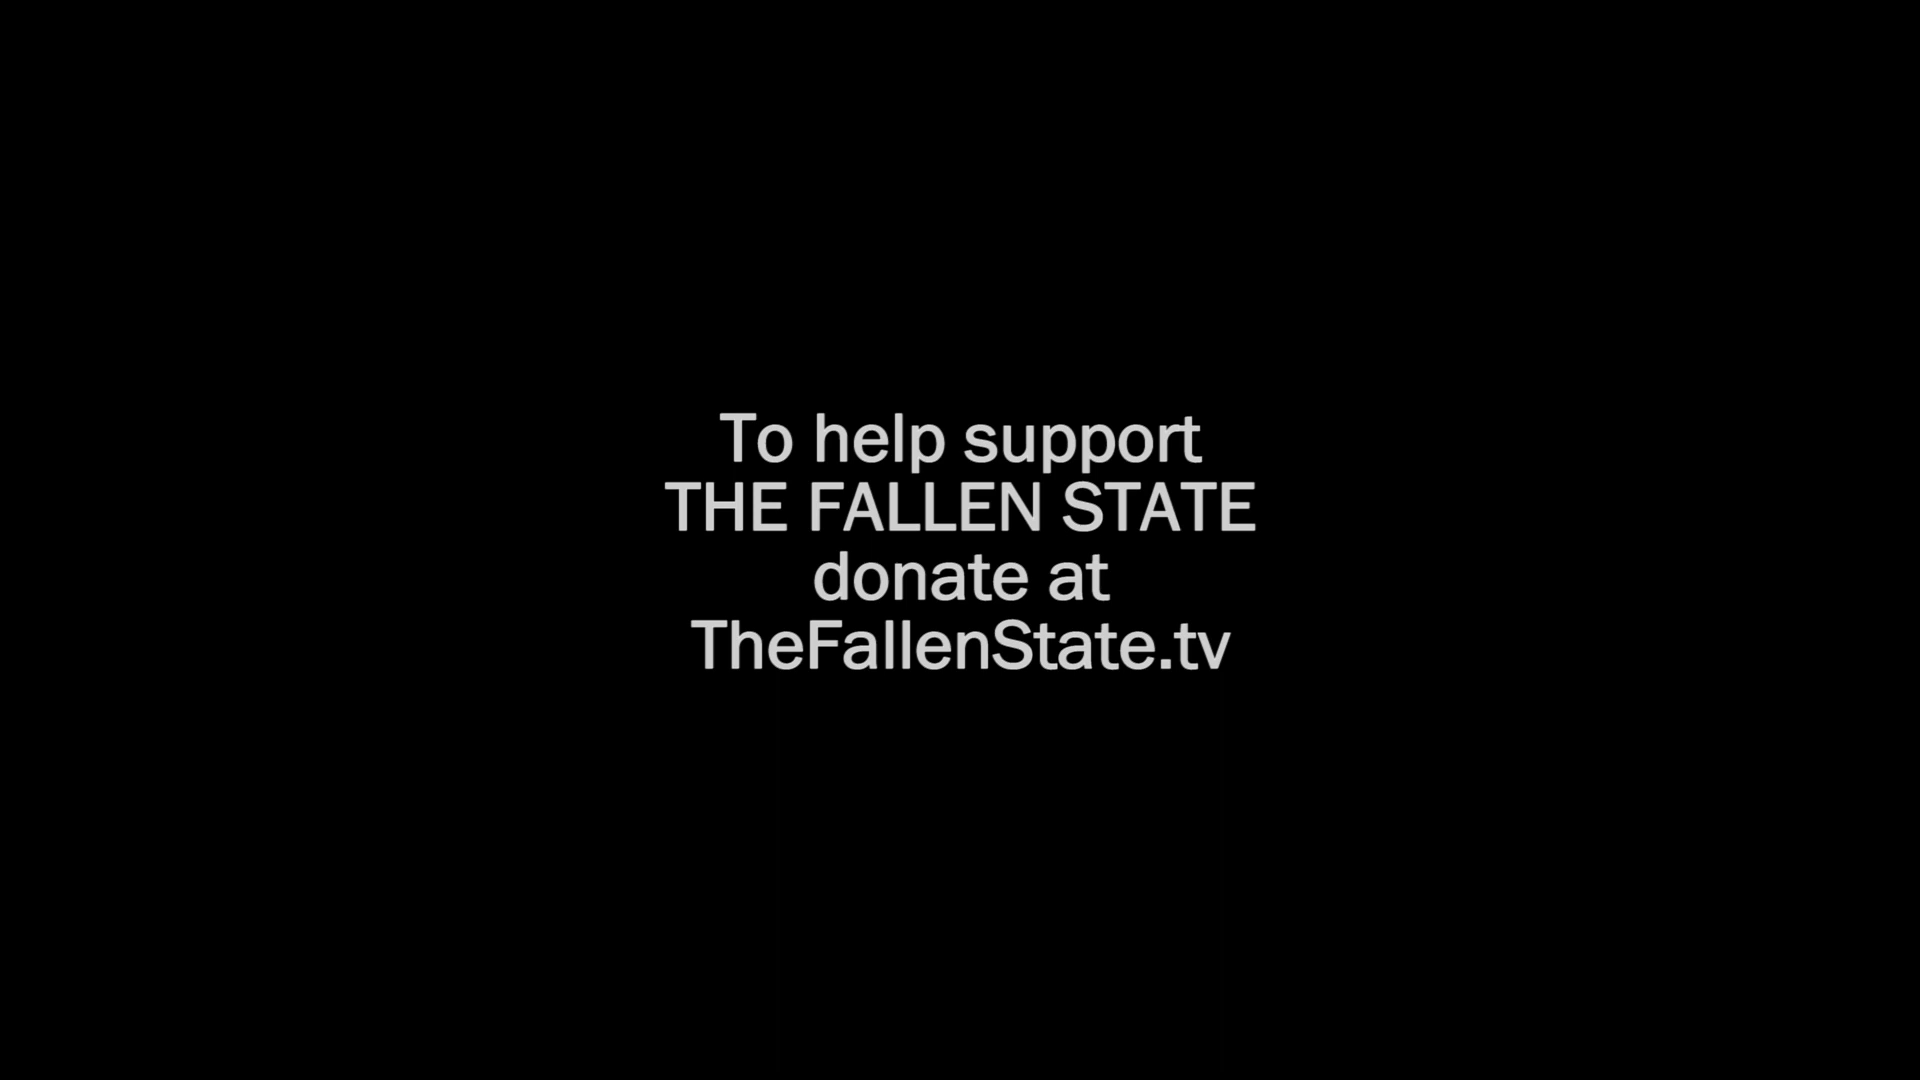 To help support
THE FALLEN STATE
donate at
TheFallenState.tv